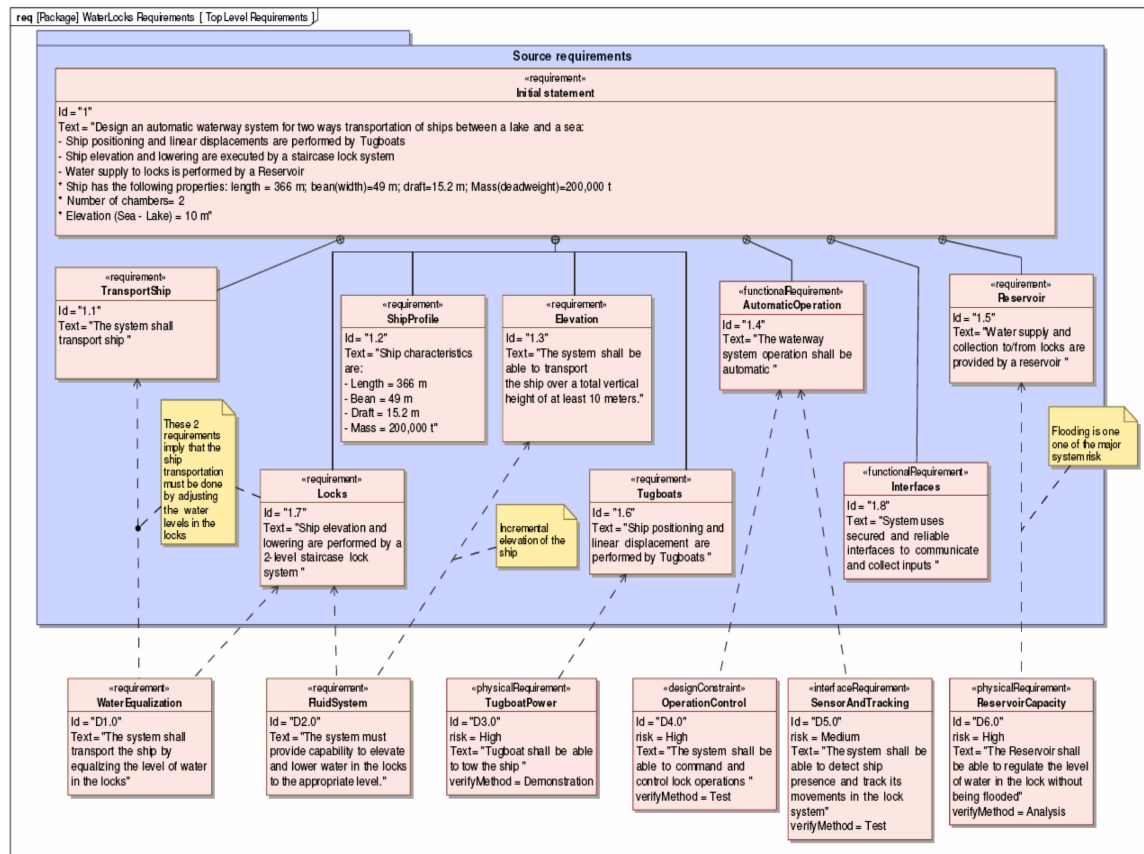 req [Package] WaterLocks Requirements [ Top Level Requirements ]
Source requirements
«requirement»
Initial statement
Id = "1"
Text = "Design an automatic waterway system for two ways transportation of ships between a lake and a sea:
- Ship positioning and linear displacements are performed by Tugboats
- Ship elevation and lowering are executed by a staircase lock system
- Water supply to locks is performed by a Reservoir
* Ship has the following properties: length = 366 m; bean(width)=49 m; draft=15.2 m; Mass(deadweight)=200,000 t
* Number of chambers= 2
* Elevation (Sea - Lake) = 10 m"
«requirement»
TransportShip
Id = "1.1"
Text = "The system shall
transport ship "
«requirement»
ShipProfile
Id = "1.2"
Text = "Ship characteristics
are:
- Length = 366 m
- Bean = 49 m
- Draft = 15.2 m
- Mass = 200,000 t"
«requirement»
Elevation
Id = "1.3"
Text = "The system shall be
able to transport
the ship over a total vertical
height of at least 10 meters."
«functionalRequirement»
AutomaticOperation
Id = "1.4"
Text = "The waterway
system operation shall be
automatic "
«requirement»
Reservoir
Id = "1.5"
Text = "Water supply and
collection to/from locks are
provided by a reservoir "
These 2
requirements
imply that the
ship
transportation
must be done
by adjusting
the water
levels in the
locks
Flooding is one
one of the major
system risk
«requirement»
Locks
Id = "1.7"
Text = "Ship elevation and
lowering are performed by a
2-level staircase lock
system "
Incremental
elevation of the
ship
«requirement»
Tugboats
Id = "1.6"
Text = "Ship positioning and
linear displacement are
performed by Tugboats "
«functionalRequirement»
Interfaces
Id = "1.8"
Text = "System uses
secured and reliable
interfaces to communicate
and collect inputs "
«requirement»
WaterEqualization
Id = "D1.0"
Text = "The system shall
transport the ship by
equalizing the level of water
in the locks"
«requirement»
FluidSystem
Id = "D2.0"
Text = "The system must
provide capability to elevate
and lower water in the locks
to the appropriate level."
«physicalRequirement»
TugboatPower
Id = "D3.0"
risk = High
Text = "Tugboat shall be able
to tow the ship "
verifyMethod = Demonstration
«designConstraint»
OperationControl
Id = "D4.0"
risk = High
Text = "The system shall be
able to command and
control lock operations "
verifyMethod = Test
«interfaceRequirement»
SensorAndTracking
Id = "D5.0"
risk = Medium
Text = "The system shall be
able to detect ship
presence and track its
movements in the lock
system"
verifyMethod = Test
«physicalRequirement»
ReservoirCapacity
Id = "D6.0"
risk = High
Text = "The Reservoir shall
be able to regulate the level
of water in the lock without
being flooded"
verifyMethod = Analysis